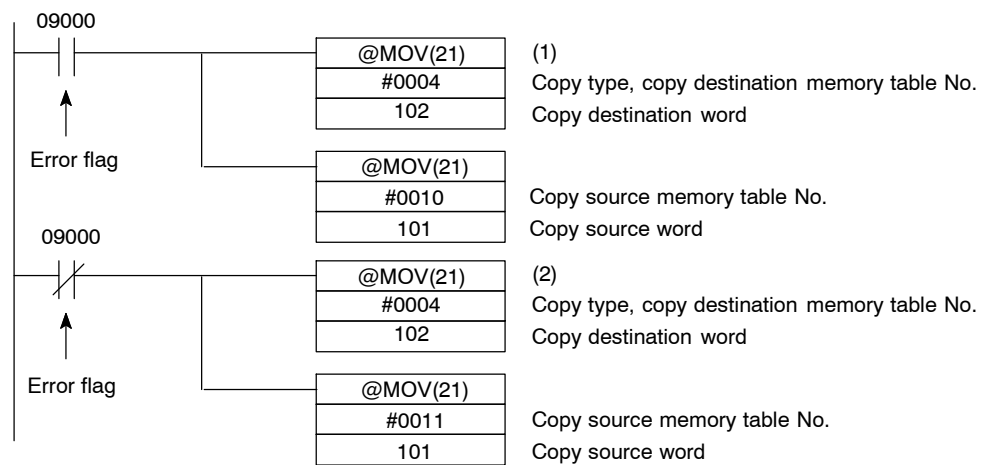 09000
@MOV(21) (1)
#0004 Copy type, copy destination memory table No.
102 Copy destination word
Error flag
@MOV(21)
#0010 Copy source memory table No.
101 Copy source word
09000
@MOV(21) (2)
#0004 Copy type, copy destination memory table No.
102 Copy destination word
Error flag
@MOV(21)
#0011 Copy source memory table No.
101 Copy source word